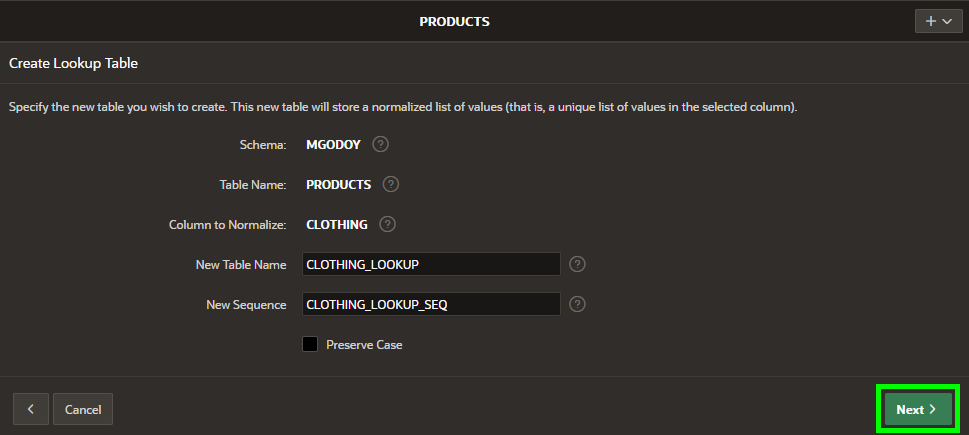 PRODUCTS
Create Lookup Table
Specify the new table you wish to create. This new table will store a normalized list of values (that is, a unique list of values in the selected column).
Schema: MGODOY ?
Table Name: PRODUCTS ?
Column to Normalize: CLOTHING ?
New Table Name CLOTHING_LOOKUP ?
New Sequence CLOTHING_LOOKUP_SEQ ?
Preserve Case
Cancel Next